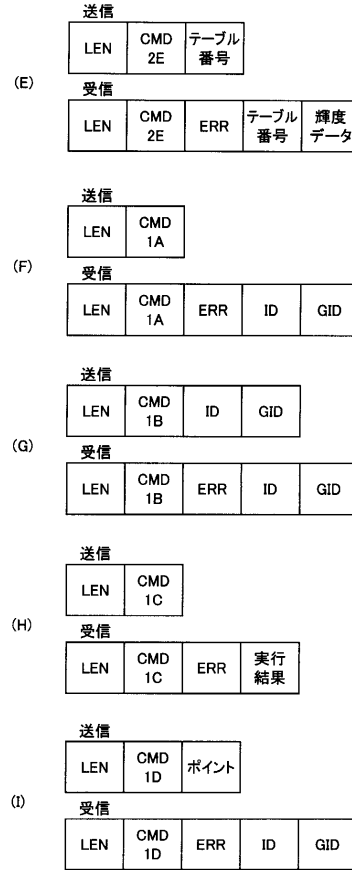 (E)
送信
LEN CMD 2E テーブル番号
受信
LEN CMD 2E ERR テーブル番号 輝度データ
(F)
送信
LEN CMD 1A
受信
LEN CMD 1A ERR ID GID
(G)
送信
LEN CMD 1B ID GID
受信
LEN CMD 1B ERR ID GID
(H)
送信
LEN CMD 1C
受信
LEN CMD 1C ERR 実行結果
(I)
送信
LEN CMD 1D ポイント
受信
LEN CMD 1D ERR ID GID